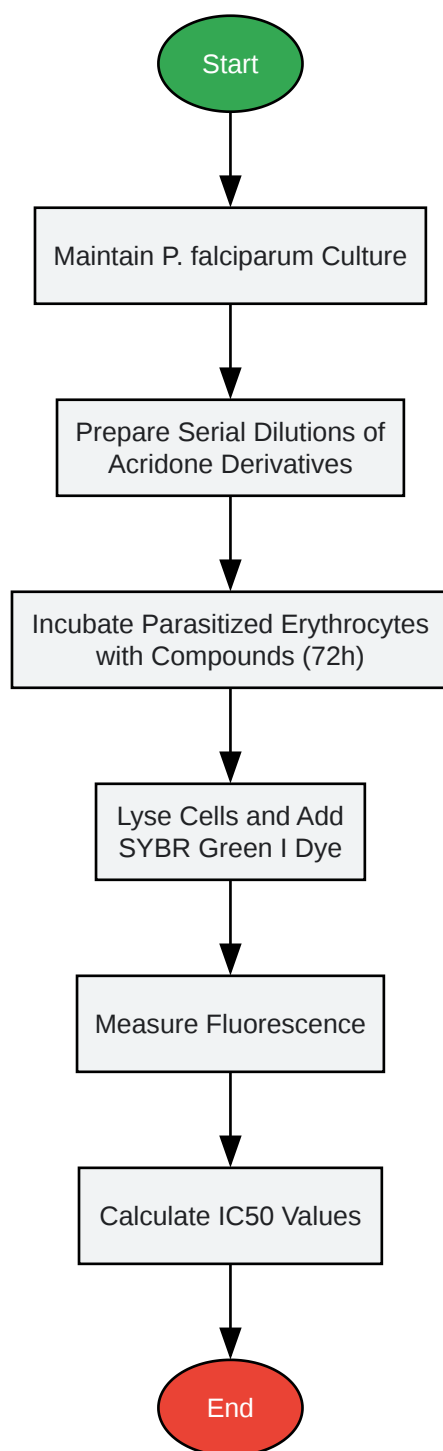 Start
Maintain P. falciparum Culture
Prepare Serial Dilutions of
Acridone Derivatives
Incubate Parasitized Erythrocytes
with Compounds (72h)
Lyse Cells and Add
SYBR Green I Dye
Measure Fluorescence
Calculate IC50 Values
End